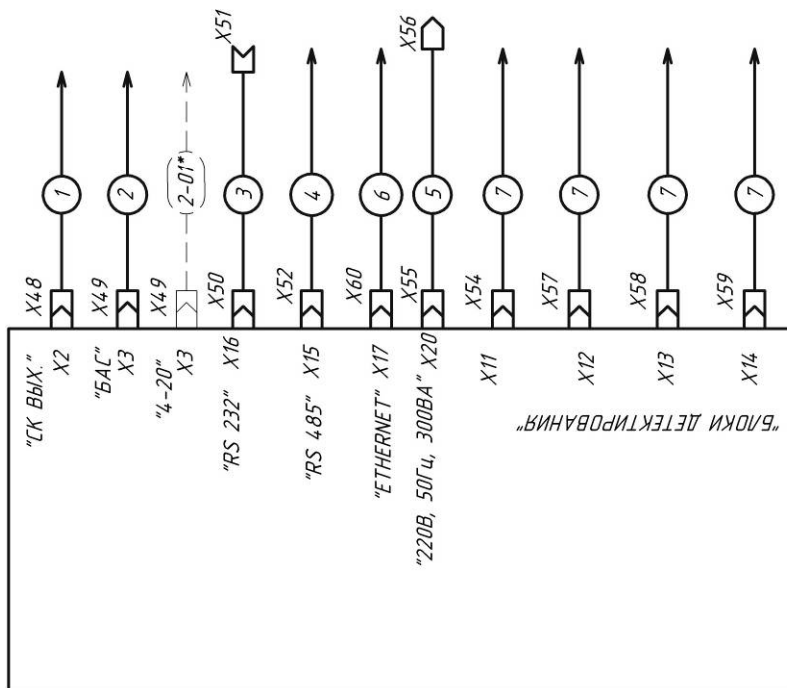 X48
"СК ВЫХ."
X2
1
X49
"БАС"
X3
2
X49
"4-20"
X3
(2-01*)
X50
"RS 232"
X16
3
X51
X52
"RS 485"
X15
4
X60
"ETHERNET"
X17
6
X55
"220В, 50Гц, 300ВА"
X20
5
X56
X54
X11
7
X57
X12
7
X58
X13
7
X59
X14
7
"БЛОКИ ДЕТЕКТИРОВАНИЯ"